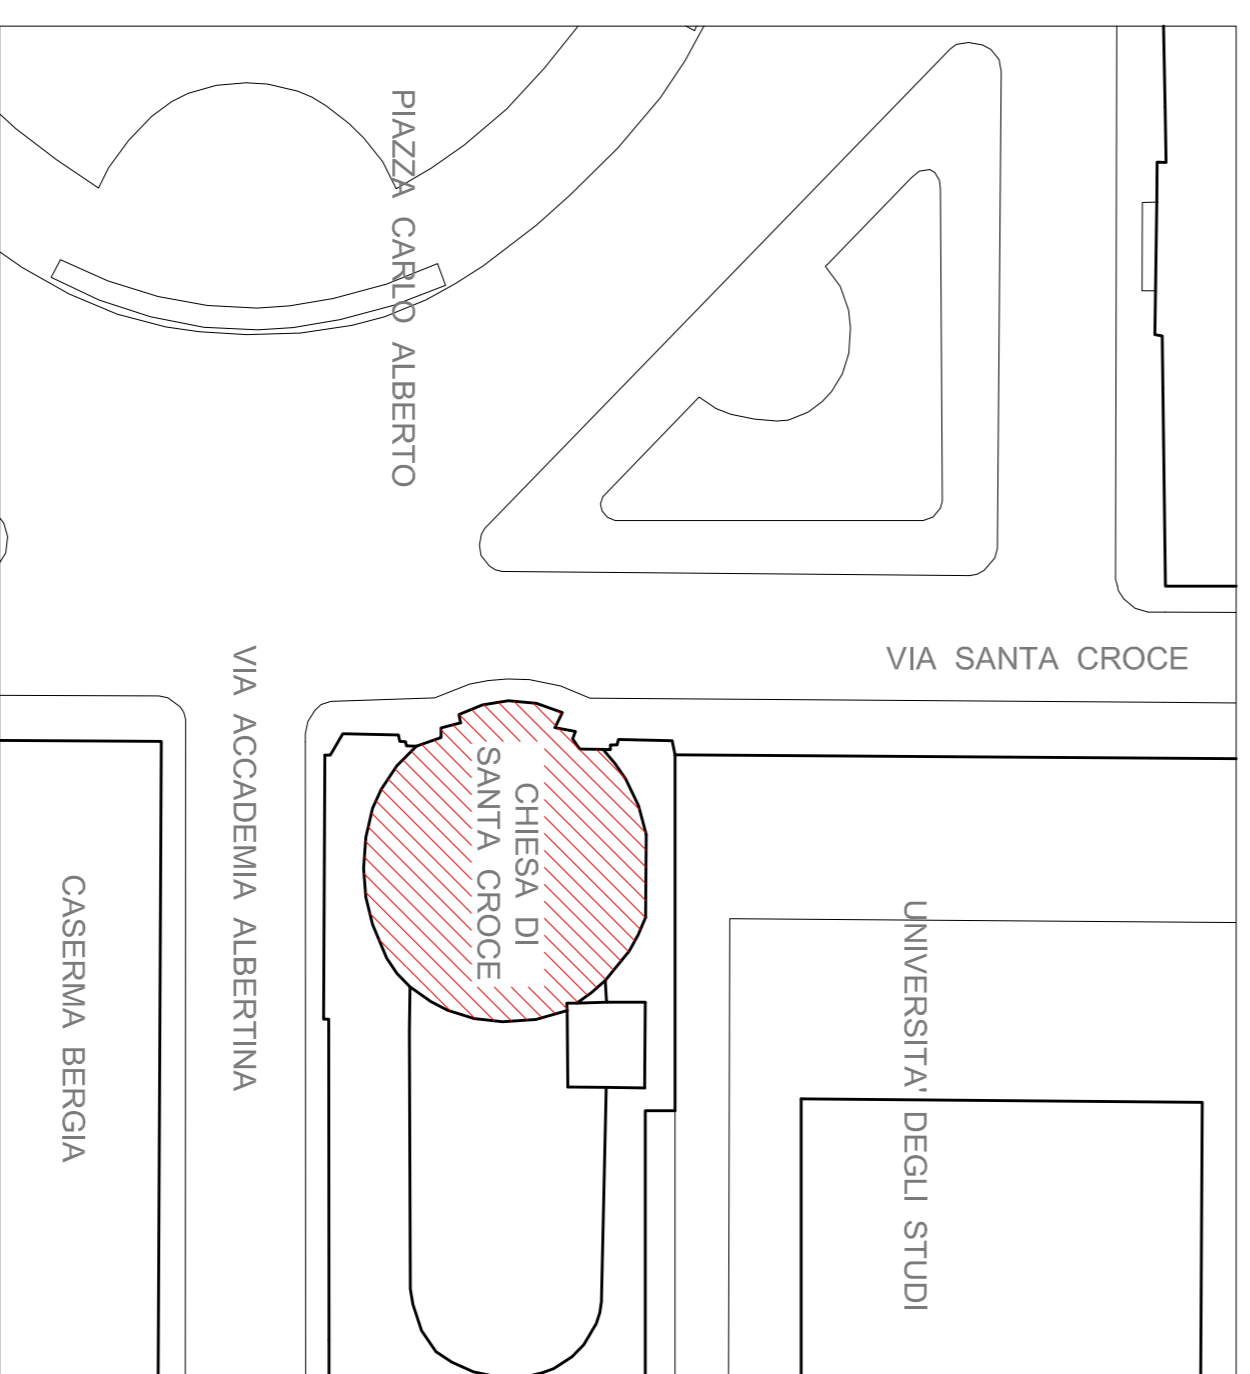 PIAZZA CARLO ALBERTO
VIA SANTA CROCE
VIA ACCADEMIA ALBERTINA
CHIESA DI
SANTA CROCE
CASERMA BERGIA
UNIVERSITA' DEGLI STUDI